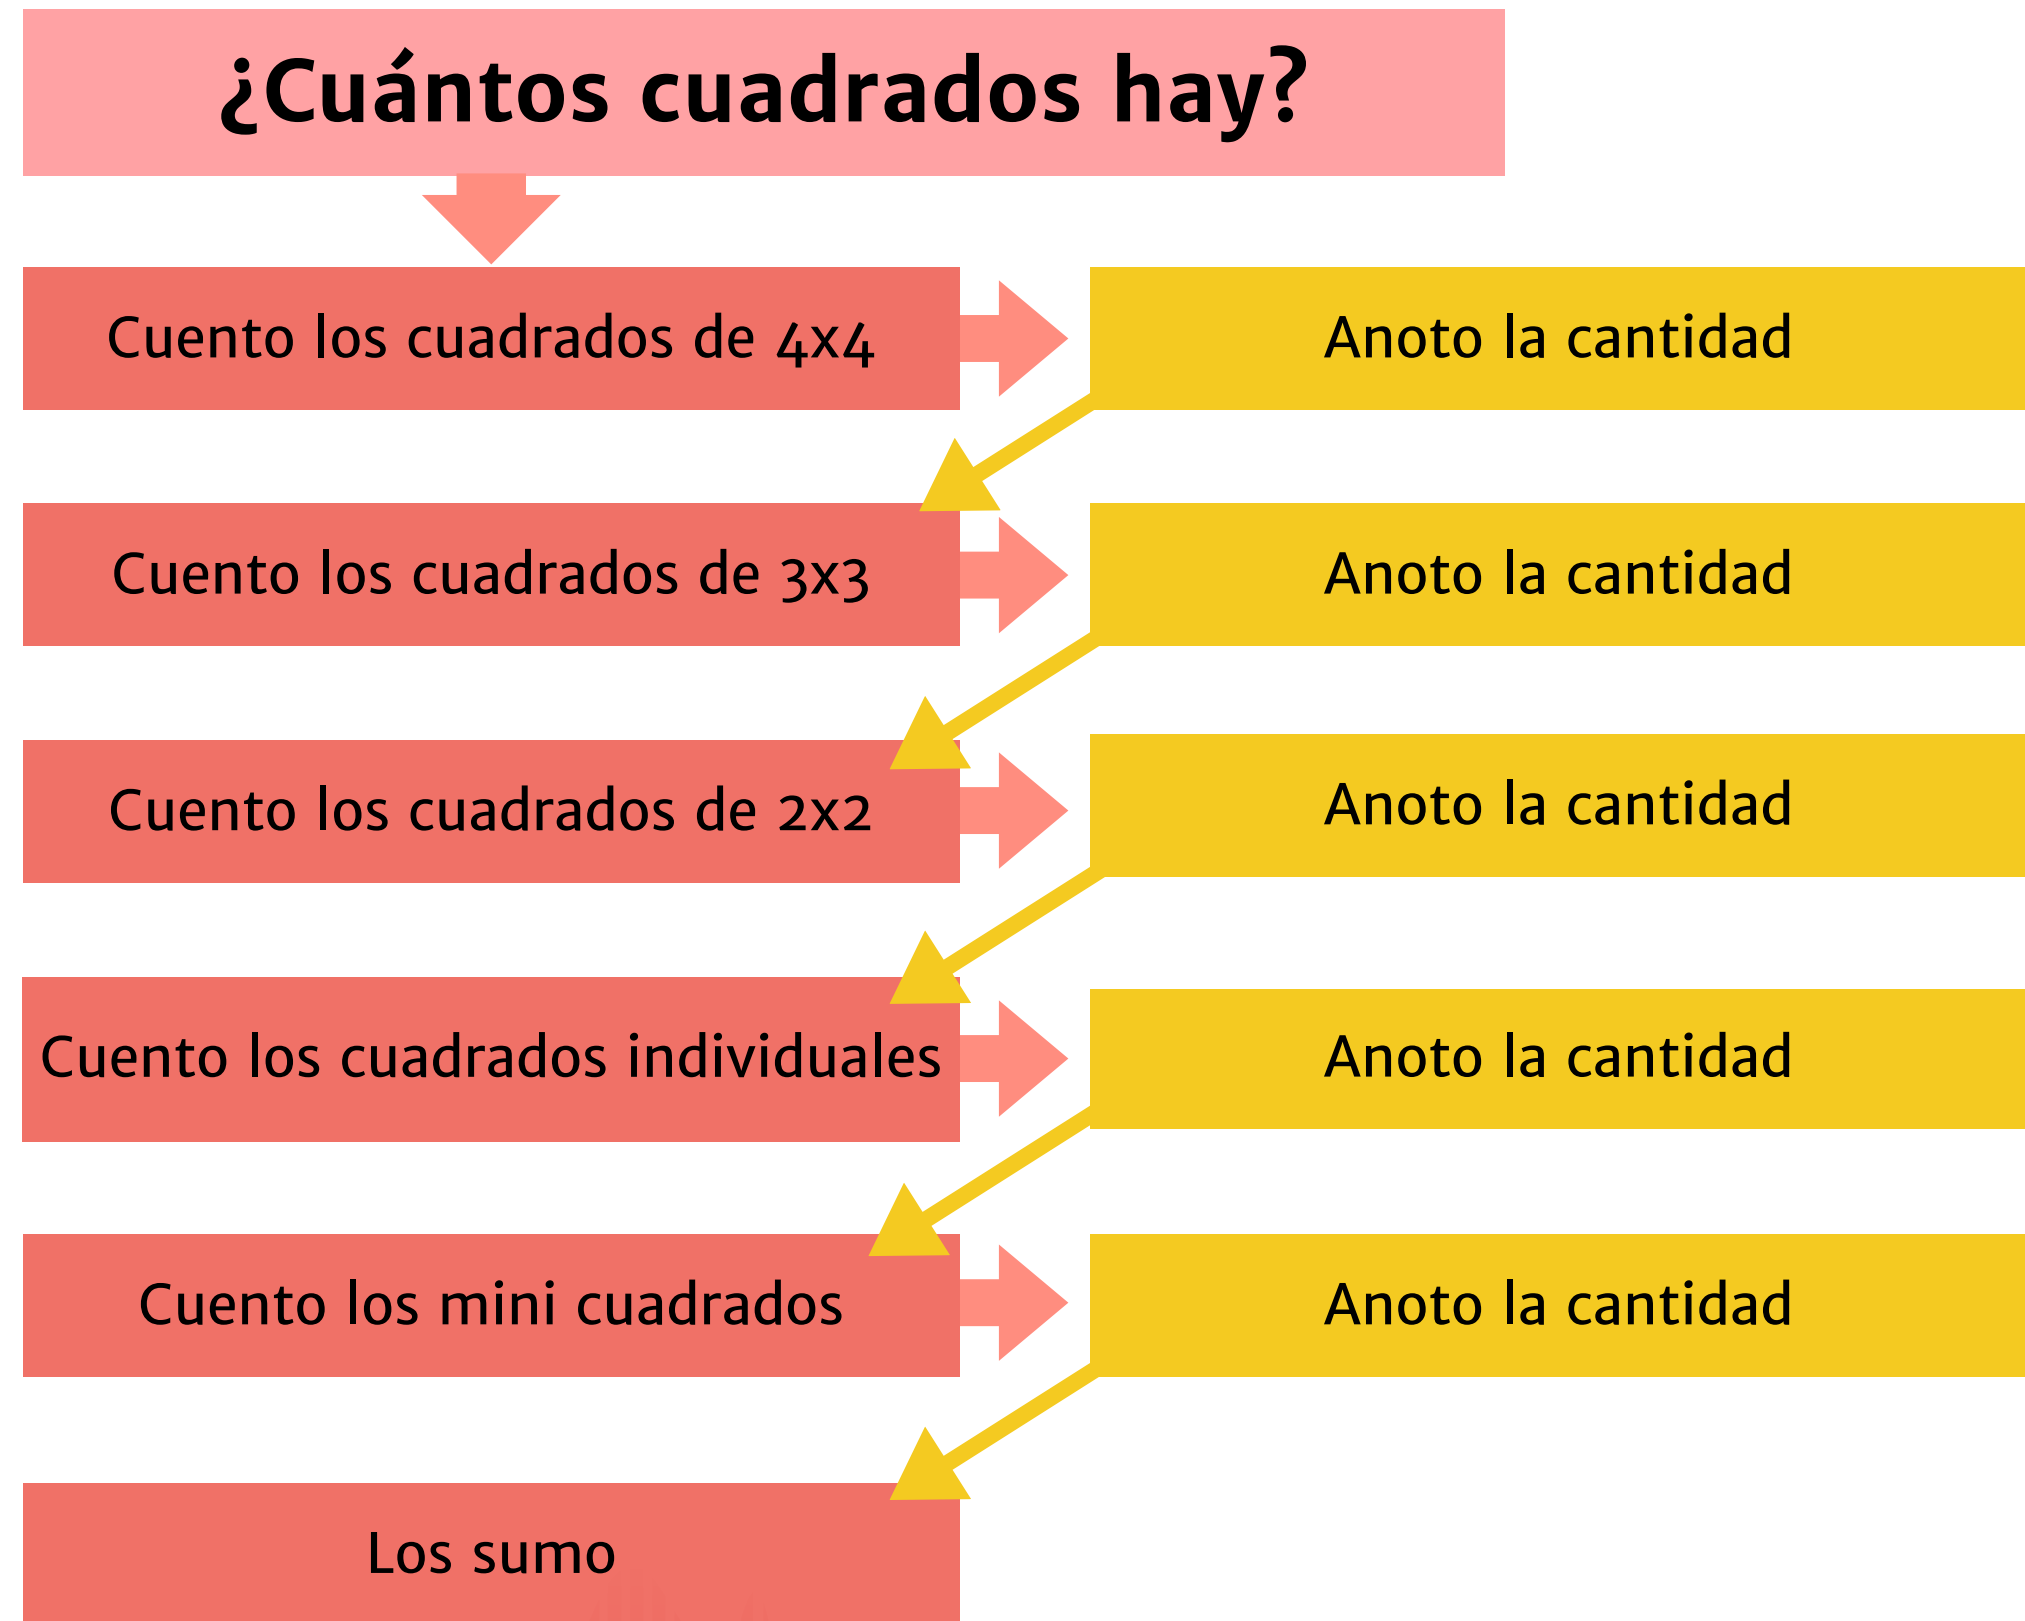 ¿Cuántos cuadrados hay?
Cuento los cuadrados de 4x4
Anoto la cantidad
Cuento los cuadrados de 3x3
Anoto la cantidad
Cuento los cuadrados de 2x2
Anoto la cantidad
Cuento los cuadrados individuales
Anoto la cantidad
Cuento los mini cuadrados
Anoto la cantidad
Los sumo